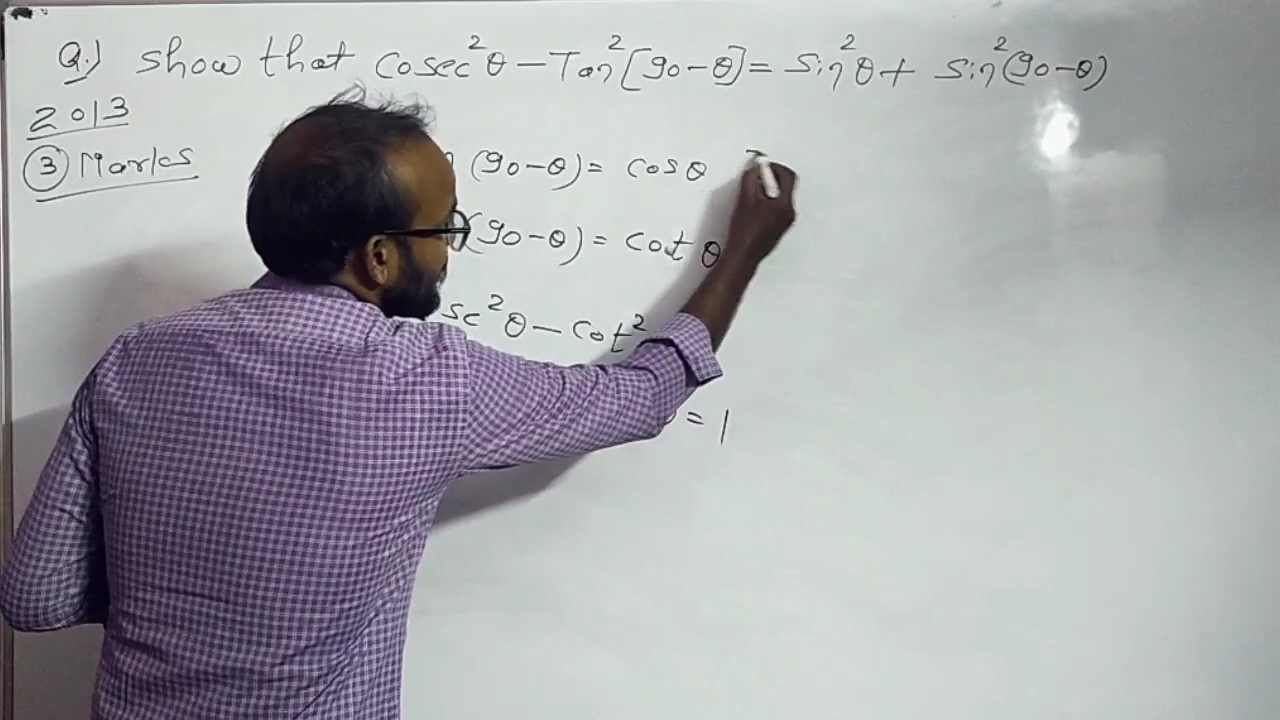 Q.) show that cosec²θ - Tan²[90-θ] = Sin²θ + Sin²(90-θ)
2013
③ Marks
(90-θ) = cosθ
(90-θ) = cot θ
sc²θ - cot²
= 1